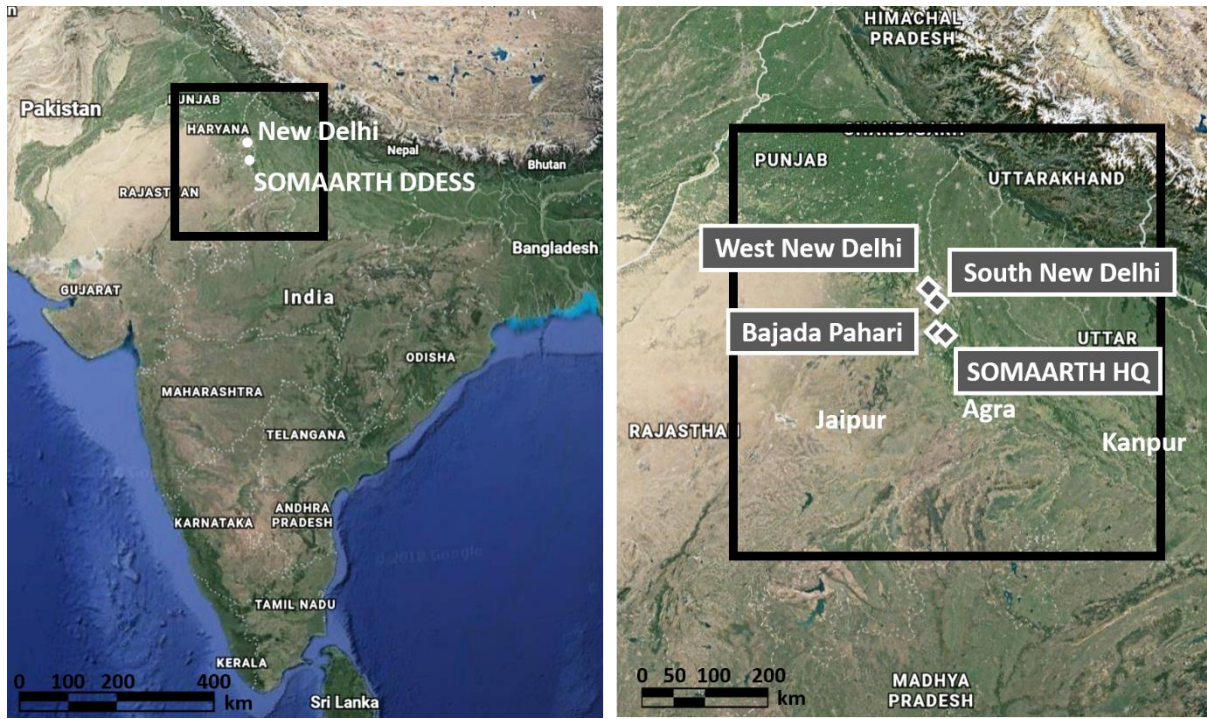 Pakistan
PUNJAB
HARYANA
New Delhi
Nepal
Bhutan
SOMAARTH DDESS
RAJASTHAN
Bangladesh
GUJARAT
India
ODISHA
MAHARASHTRA
TELANGANA
ANDHRA
PRADESH
KARNATAKA
© 2018 Google
TAMIL NADU
KERALA
Sri Lanka
0 100 200 400
km
HIMACHAL
PRADESH
CHANDIGARH
PUNJAB
UTTARAKHAND
West New Delhi
South New Delhi
Bajada Pahari
UTTAR
SOMAARTH HQ
Agra
Jaipur
RAJASTHAN
Kanpur
0 50 100 200
km
MADHYA
PRADESH